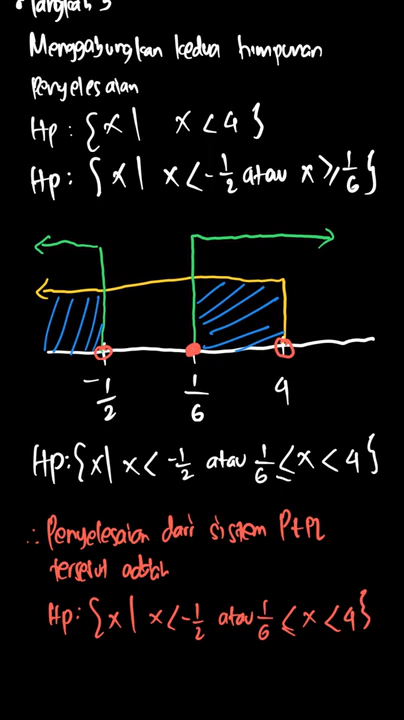 Langkah 3
Menggabungkan kedua himpunan
Penyelesaian
Hp : {x | x < 4 }
Hp : {x | x < -1/2 atau x ≥ 1/6 }
-1/2 1/6 4
Hp : {x | x < -1/2 atau 1/6 ≤ x < 4 }
∴ Penyelesaian dari sistem PtPL
tersebut adalah
Hp : {x | x < -1/2 atau 1/6 ≤ x < 4 }